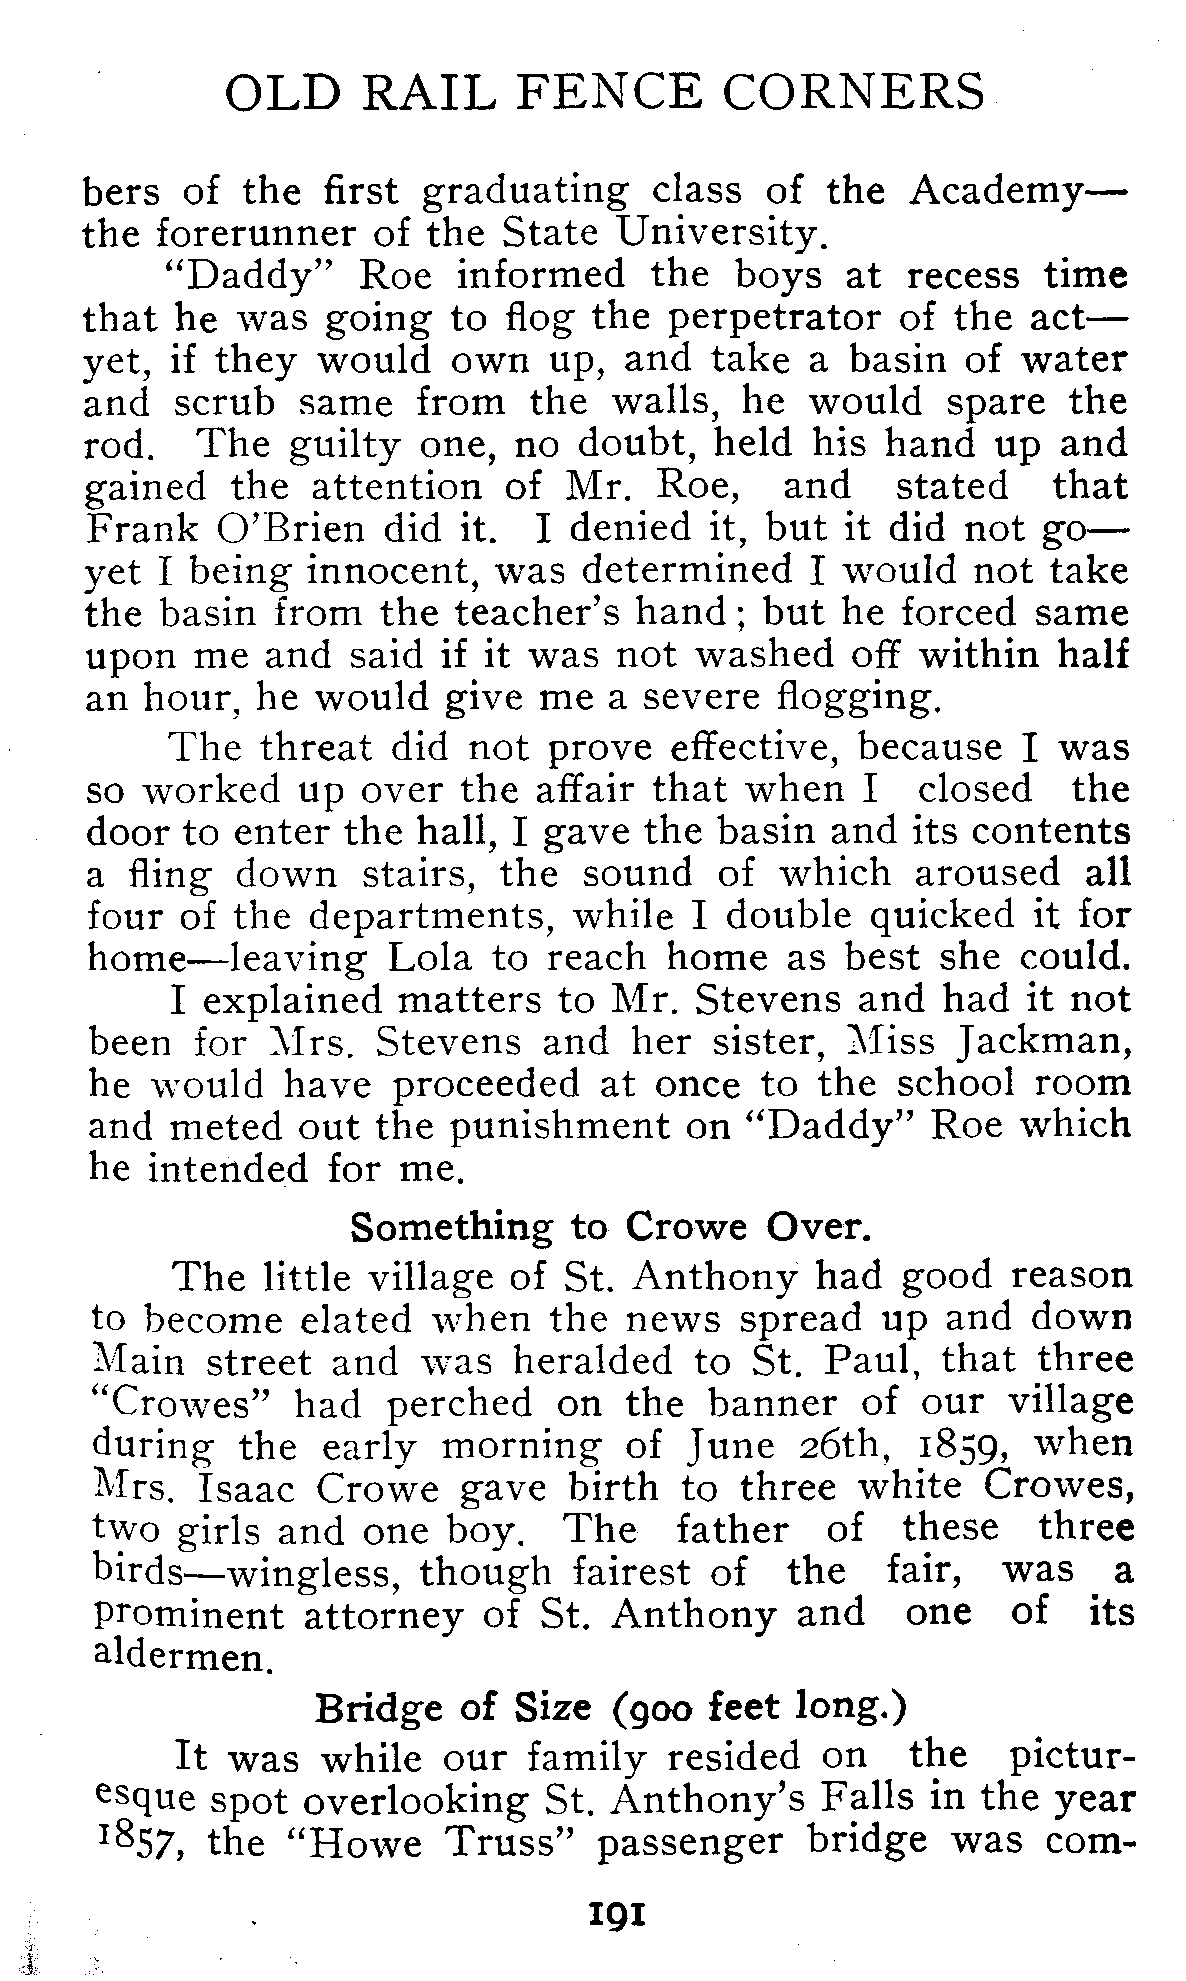 OLD RAIL FENCE CORNERS
bers of the first graduating class of the Academy—
the forerunner of the State University.
"Daddy" Roe informed the boys at recess time
that he was going to flog the perpetrator of the act—
yet, if they would own up, and take a basin of water
and scrub same from the walls, he would spare the
rod. The guilty one, no doubt, held his hand up and
gained the attention of Mr. Roe, and stated that
Frank O'Brien did it. I denied it, but it did not go—
yet I being innocent, was determined I would not take
the basin from the teacher's hand; but he forced same
upon me and said if it was not washed off within half
an hour, he would give me a severe flogging.
The threat did not prove effective, because I was
so worked up over the affair that when I closed the
door to enter the hall, I gave the basin and its contents
a fling down stairs, the sound of which aroused all
four of the departments, while I double quicked it for
home—leaving Lola to reach home as best she could.
I explained matters to Mr. Stevens and had it not
been for Mrs. Stevens and her sister, Miss Jackman,
he would have proceeded at once to the school room
and meted out the punishment on "Daddy" Roe which
he intended for me.
Something to Crowe Over.
The little village of St. Anthony had good reason
to become elated when the news spread up and down
Main street and was heralded to St. Paul, that three
"Crowes" had perched on the banner of our village
during the early morning of June 26th, 1859, when
Mrs. Isaac Crowe gave birth to three white Crowes,
two girls and one boy. The father of these three
birds—wingless, though fairest of the fair, was a
prominent attorney of St. Anthony and one of its
aldermen.
Bridge of Size (900 feet long.)
It was while our family resided on the pictur-
esque spot overlooking St. Anthony's Falls in the year
1857, the "Howe Truss" passenger bridge was com-
191